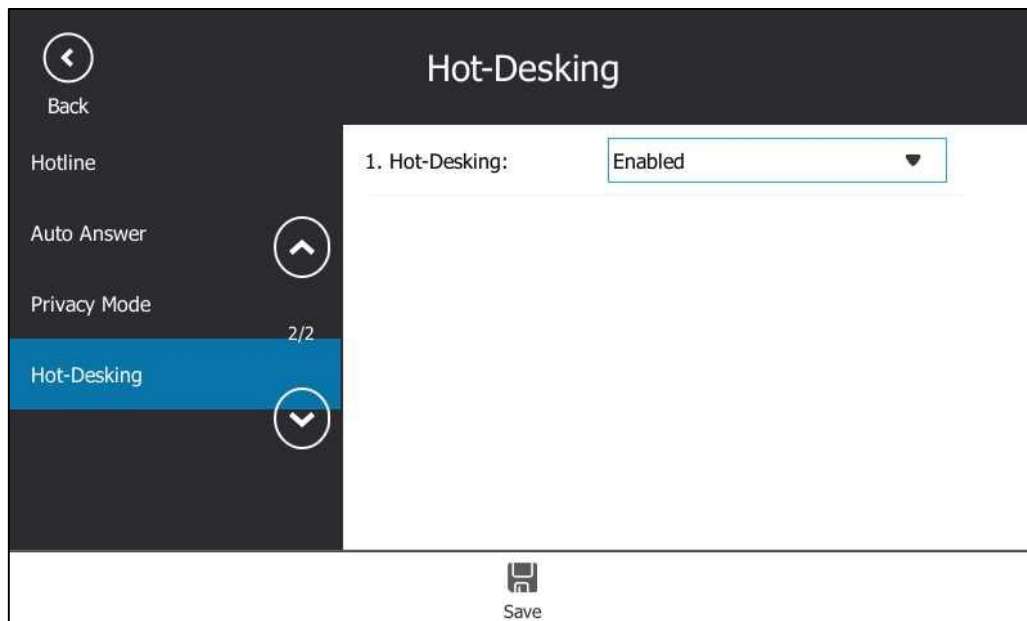 Back
Hot-Desking
Hotline
Auto Answer
Privacy Mode
2/2
Hot-Desking
1. Hot-Desking:
Enabled
Save